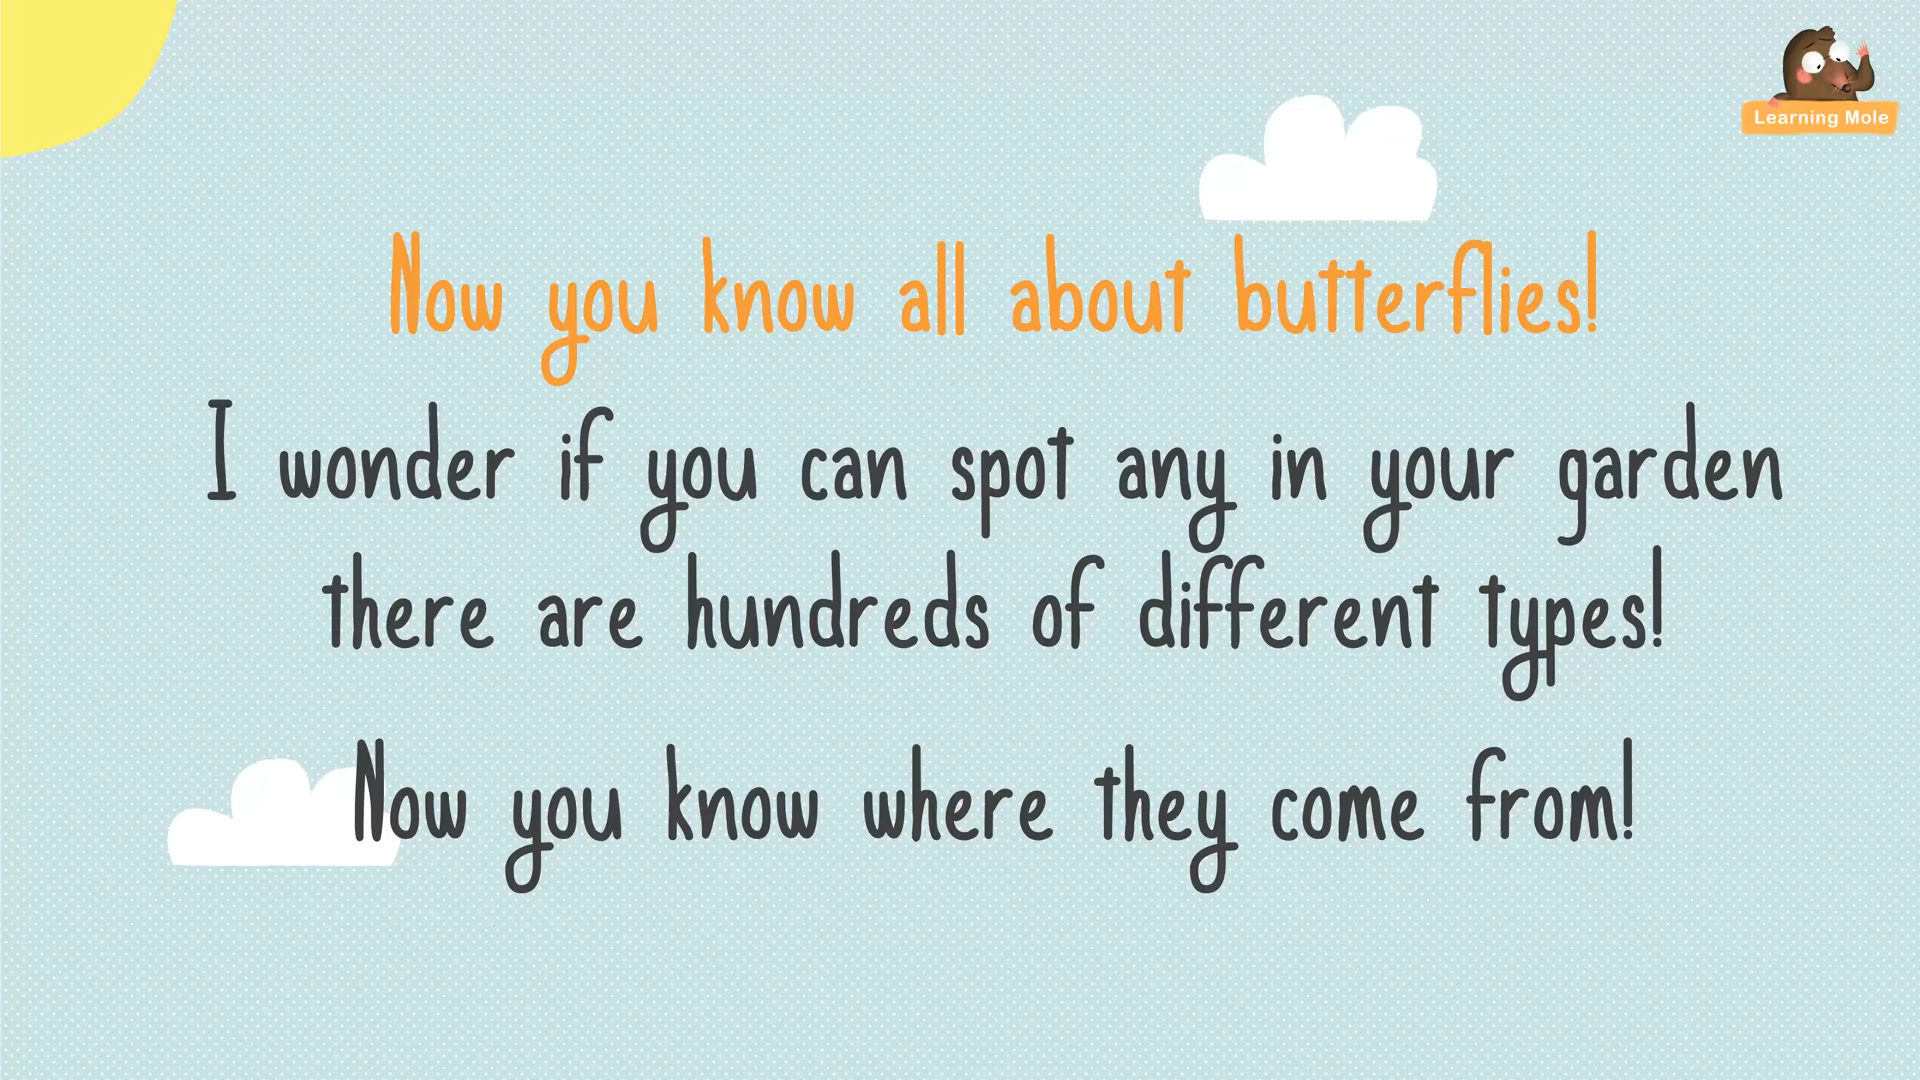 Learning Mole
Now you know all about butterflies!
I wonder if you can spot any in your garden
there are hundreds of different types!
Now you know where they come from!